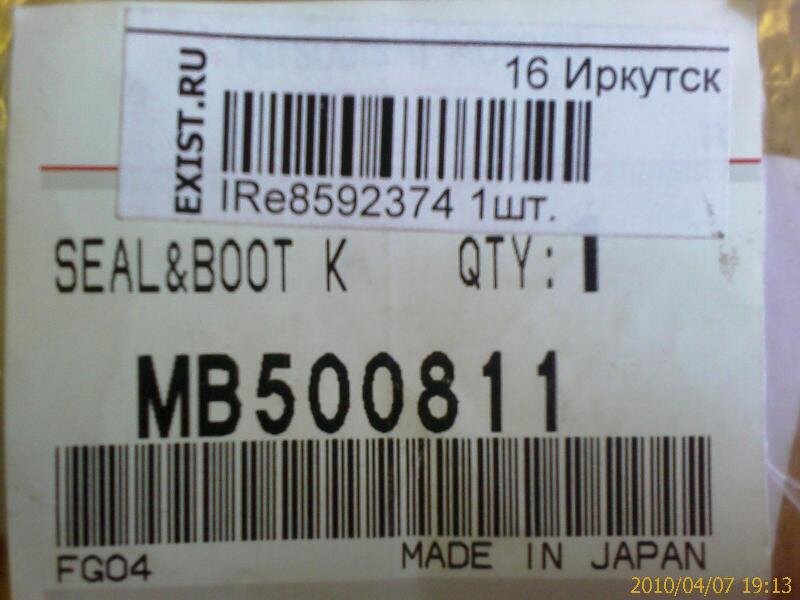 16 Иркутск
EXIST.RU
IRe8592374 1шт.
SEAL&BOOT K QTY: 1
MB500811
FG04 MADE IN JAPAN
2010/04/07 19:13